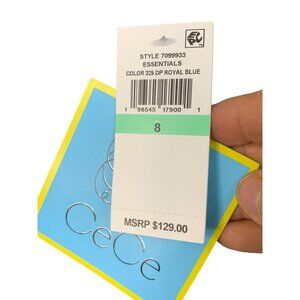 STYLE 7099933
ESSENTIALS
COLOR 325 DP ROYAL BLUE
1 96545 17900 1
8
MSRP $129.00
CeCe